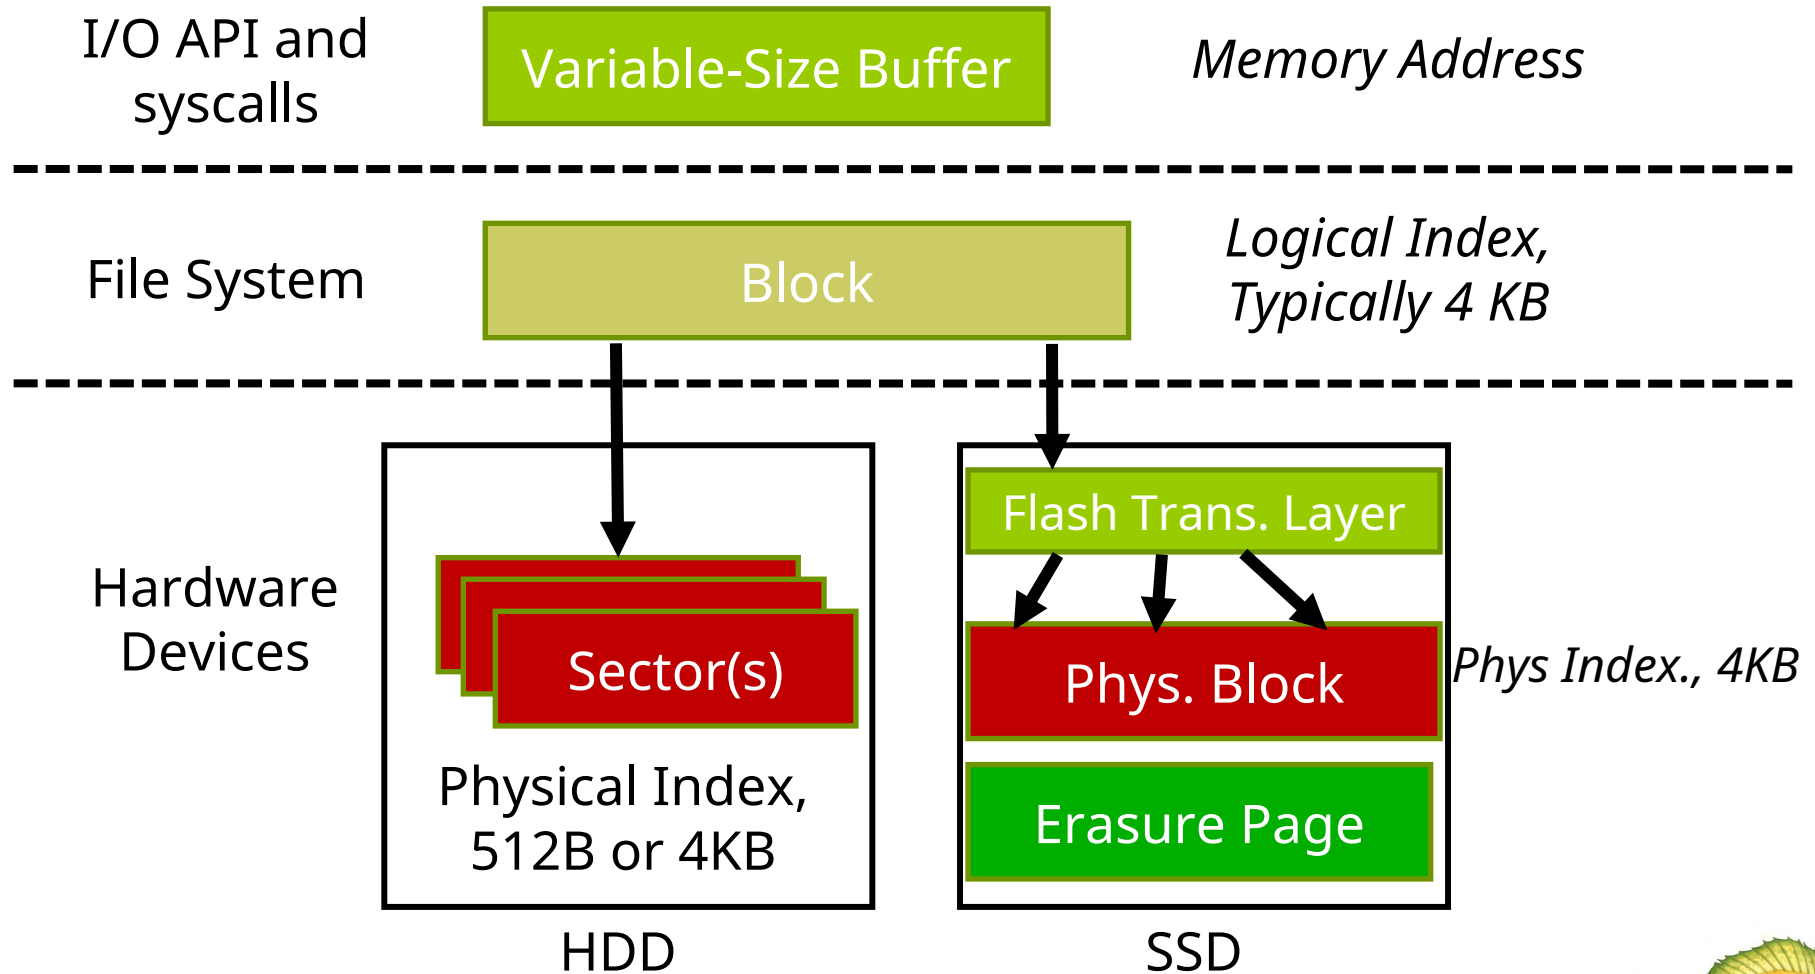 I/O API and
syscalls
Variable-Size Buffer
Memory Address
File System
Block
Logical Index,
Typically 4 KB
Hardware
Devices
Sector(s)
Physical Index,
512B or 4KB
HDD
Flash Trans. Layer
Phys. Block
Phys Index., 4KB
Erasure Page
SSD